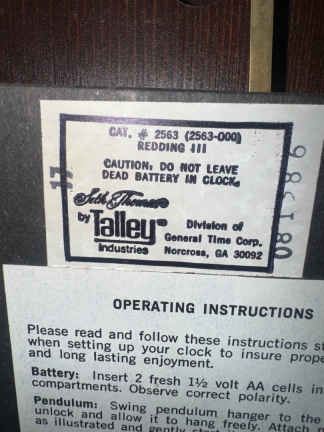 CAT. # 2563 (2563-000)
REDDING III
CAUTION: DO NOT LEAVE
DEAD BATTERY IN CLOCK.
Seth Thomas
by Talley
Industries
Division of
General Time Corp.
Norcross, GA 30092
17
081586
OPERATING INSTRUCTIONS
Please read and follow these instructions
when setting up your clock to insure
and long lasting enjoyment.
Battery: Insert 2 fresh 1½ volt AA cells in
compartments. Observe correct polarity.
Pendulum: Swing pendulum hanger to the
unlock and allow it to hang freely. Attach
as illustrated and gently start